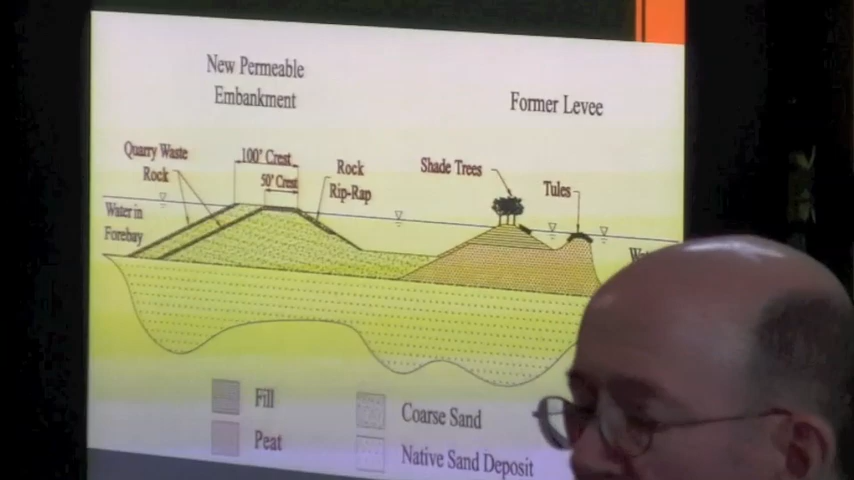 New Permeable
Embankment
Former Levee
Quarry Waste
Rock
100' Crest
50' Crest
Rock
Rip-Rap
Shade Trees
Tules
Water in
Forebay
Fill
Peat
Coarse Sand
Native Sand Deposit